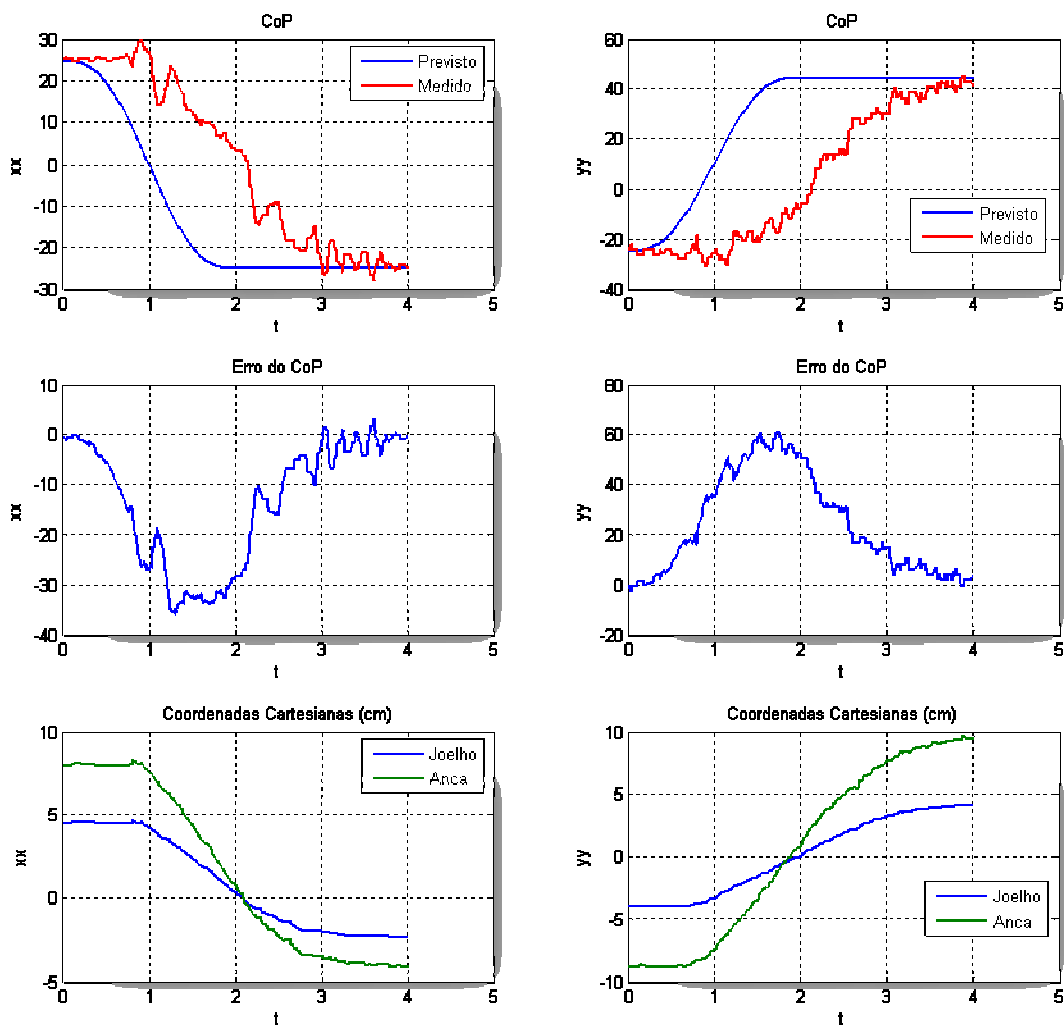 CoP
30
20
10
0
-10
-20
-30
xx
0 1 2 3 4 5
t
Previsto
Medido
CoP
60
40
20
0
-20
-40
yy
0 1 2 3 4 5
t
Previsto
Medido
Erro do CoP
10
0
-10
-20
-30
-40
xx
0 1 2 3 4 5
t
Erro do CoP
80
60
40
20
0
-20
yy
0 1 2 3 4 5
t
Coordenadas Cartesianas (cm)
10
5
0
-5
xx
0 1 2 3 4 5
t
Joelho
Anca
Coordenadas Cartesianas (cm)
10
5
0
-5
-10
yy
0 1 2 3 4 5
t
Joelho
Anca